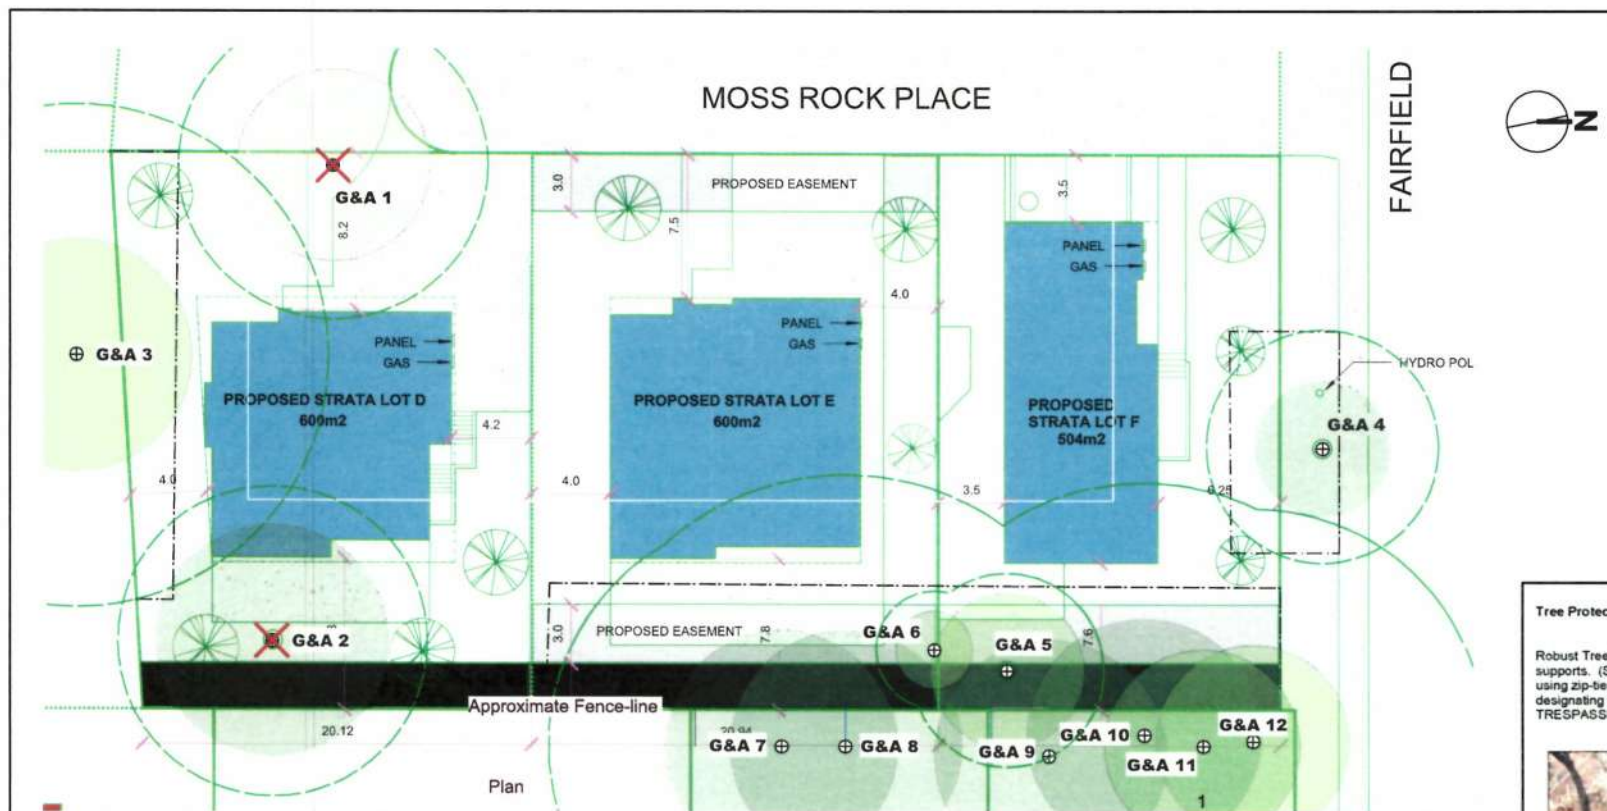 MOSS ROCK PLACE
FAIRFIELD
N
G&A 1
3.0
PROPOSED EASEMENT
3.5
8.2
7.5
PANEL
GAS
4.0
PANEL
GAS
PANEL
GAS
G&A 3
HYDRO POL
PROPOSED STRATA LOT D
600m2
PROPOSED STRATA LOT E
600m2
PROPOSED
STRATA LOT F
504m2
G&A 4
4.2
4.0
4.0
3.5
6.25
G&A 2
3.0
PROPOSED EASEMENT
7.8
G&A 6
G&A 5
7.6
Approximate Fence-line
20.12
20.94
G&A 7
G&A 8
G&A 9
G&A 10
G&A 11
G&A 12
Plan
1
Tree Protec
Robust Tree
supports. (S
using zip-tie
designating
TRESPASS